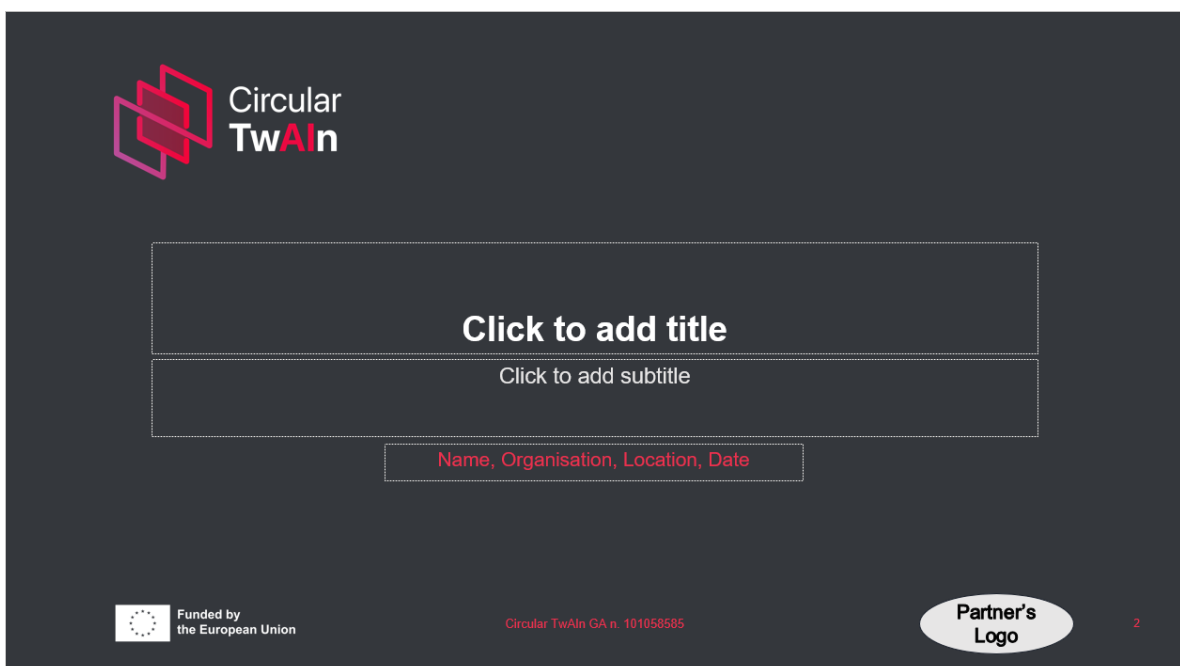 Circular
TwAIn
Click to add title
Click to add subtitle
Name, Organisation, Location, Date
Funded by
the European Union
Circular TwAIn GA n. 101058585
Partner's
Logo
2